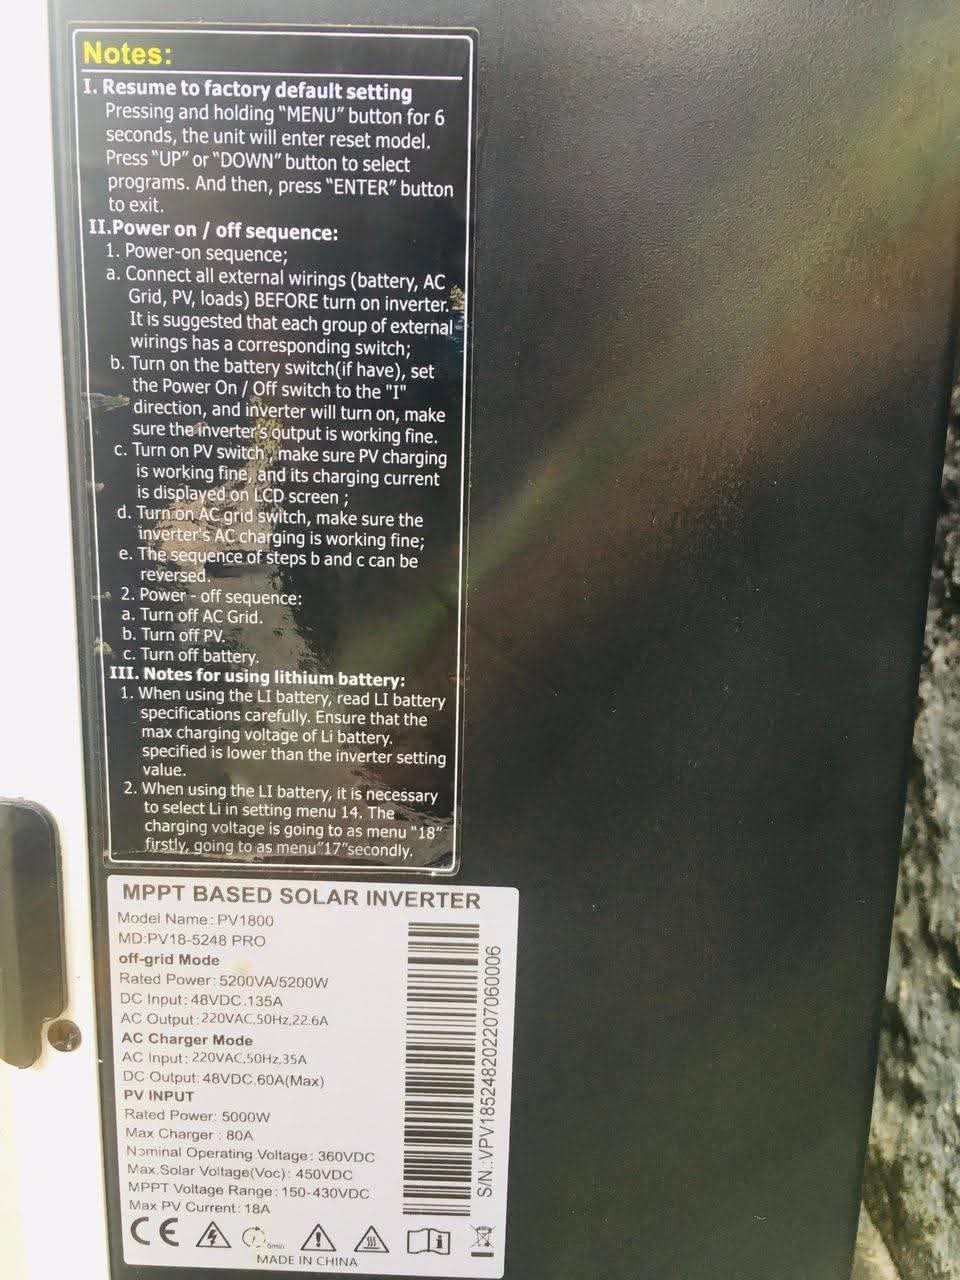 Notes:
I. Resume to factory default setting
Pressing and holding "MENU" button for 6
seconds, the unit will enter reset model.
Press "UP" or "DOWN" button to select
programs. And then, press "ENTER" button
to exit.
II.Power on / off sequence:
1. Power-on sequence;
a. Connect all external wirings (battery, AC
Grid, PV, loads) BEFORE turn on inverter.
It is suggested that each group of external
wirings has a corresponding switch;
b. Turn on the battery switch(if have), set
the Power On / Off switch to the "I"
direction, and inverter will turn on, make
sure the inverter's output is working fine.
c. Turn on PV switch , make sure PV charging
is working fine, and its charging current
is displayed on LCD screen ;
d. Turn on AC grid switch, make sure the
inverter's AC charging is working fine;
e. The sequence of steps b and c can be
reversed.
2. Power - off sequence:
a. Turn off AC Grid.
b. Turn off PV.
c. Turn off battery.
III. Notes for using lithium battery:
1. When using the LI battery, read LI battery
specifications carefully. Ensure that the
max charging voltage of Li battery.
specified is lower than the inverter setting
value.
2. When using the LI battery, it is necessary
to select Li in setting menu 14. The
charging voltage is going to as menu "18"
firstly, going to as menu"17"secondly.
MPPT BASED SOLAR INVERTER
Model Name: PV1800
MD:PV18-5248 PRO
off-grid Mode
Rated Power: 5200VA/5200W
DC Input: 48VDC.135A
AC Output: 220VAC,50Hz,22.6A
AC Charger Mode
AC Input: 220VAC,50Hz,35A
DC Output: 48VDC,60A(Max)
PV INPUT
Rated Power: 5000W
Max Charger : 80A
Nominal Operating Voltage: 360VDC
Max.Solar Voltage(Voc): 450VDC
MPPT Voltage Range: 150-430VDC
Max PV Current: 18A
S/N.:VPV185248202207060006
CE
5min
MADE IN CHINA